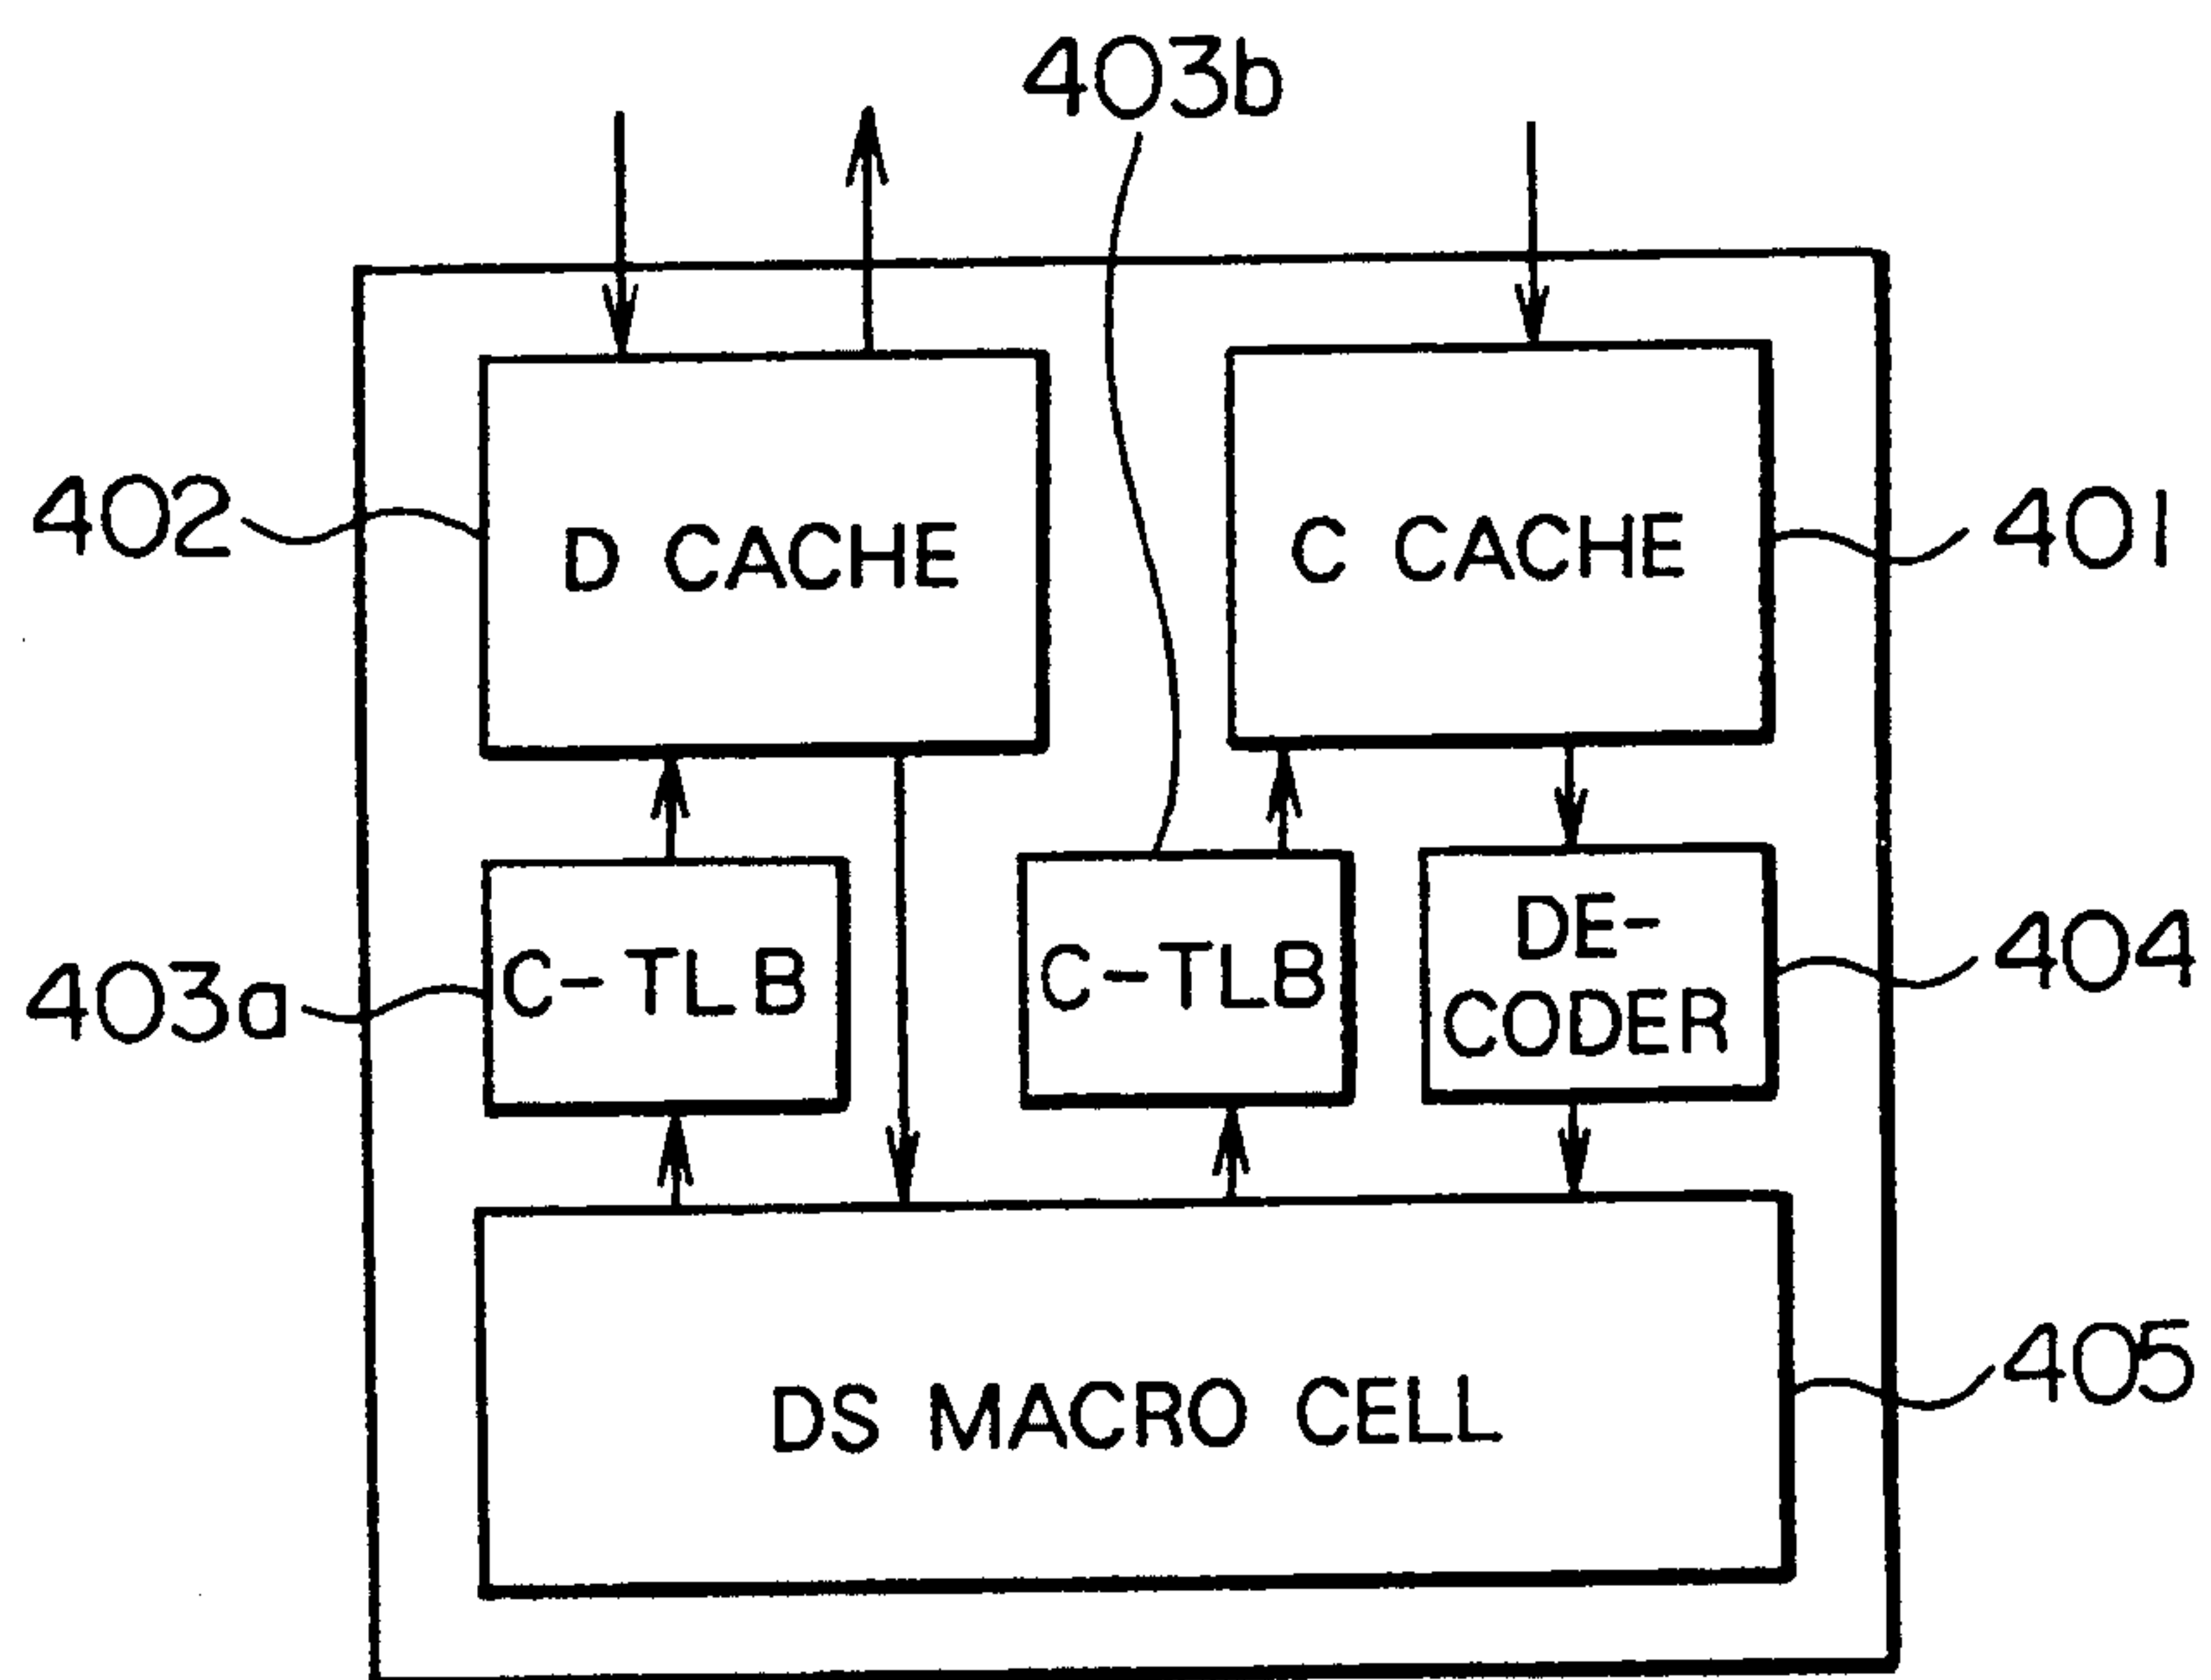 403b
402
D CACHE
C CACHE
401
403a
C-TLB
C-TLB
DE-
CODER
404
DS MACRO CELL
405